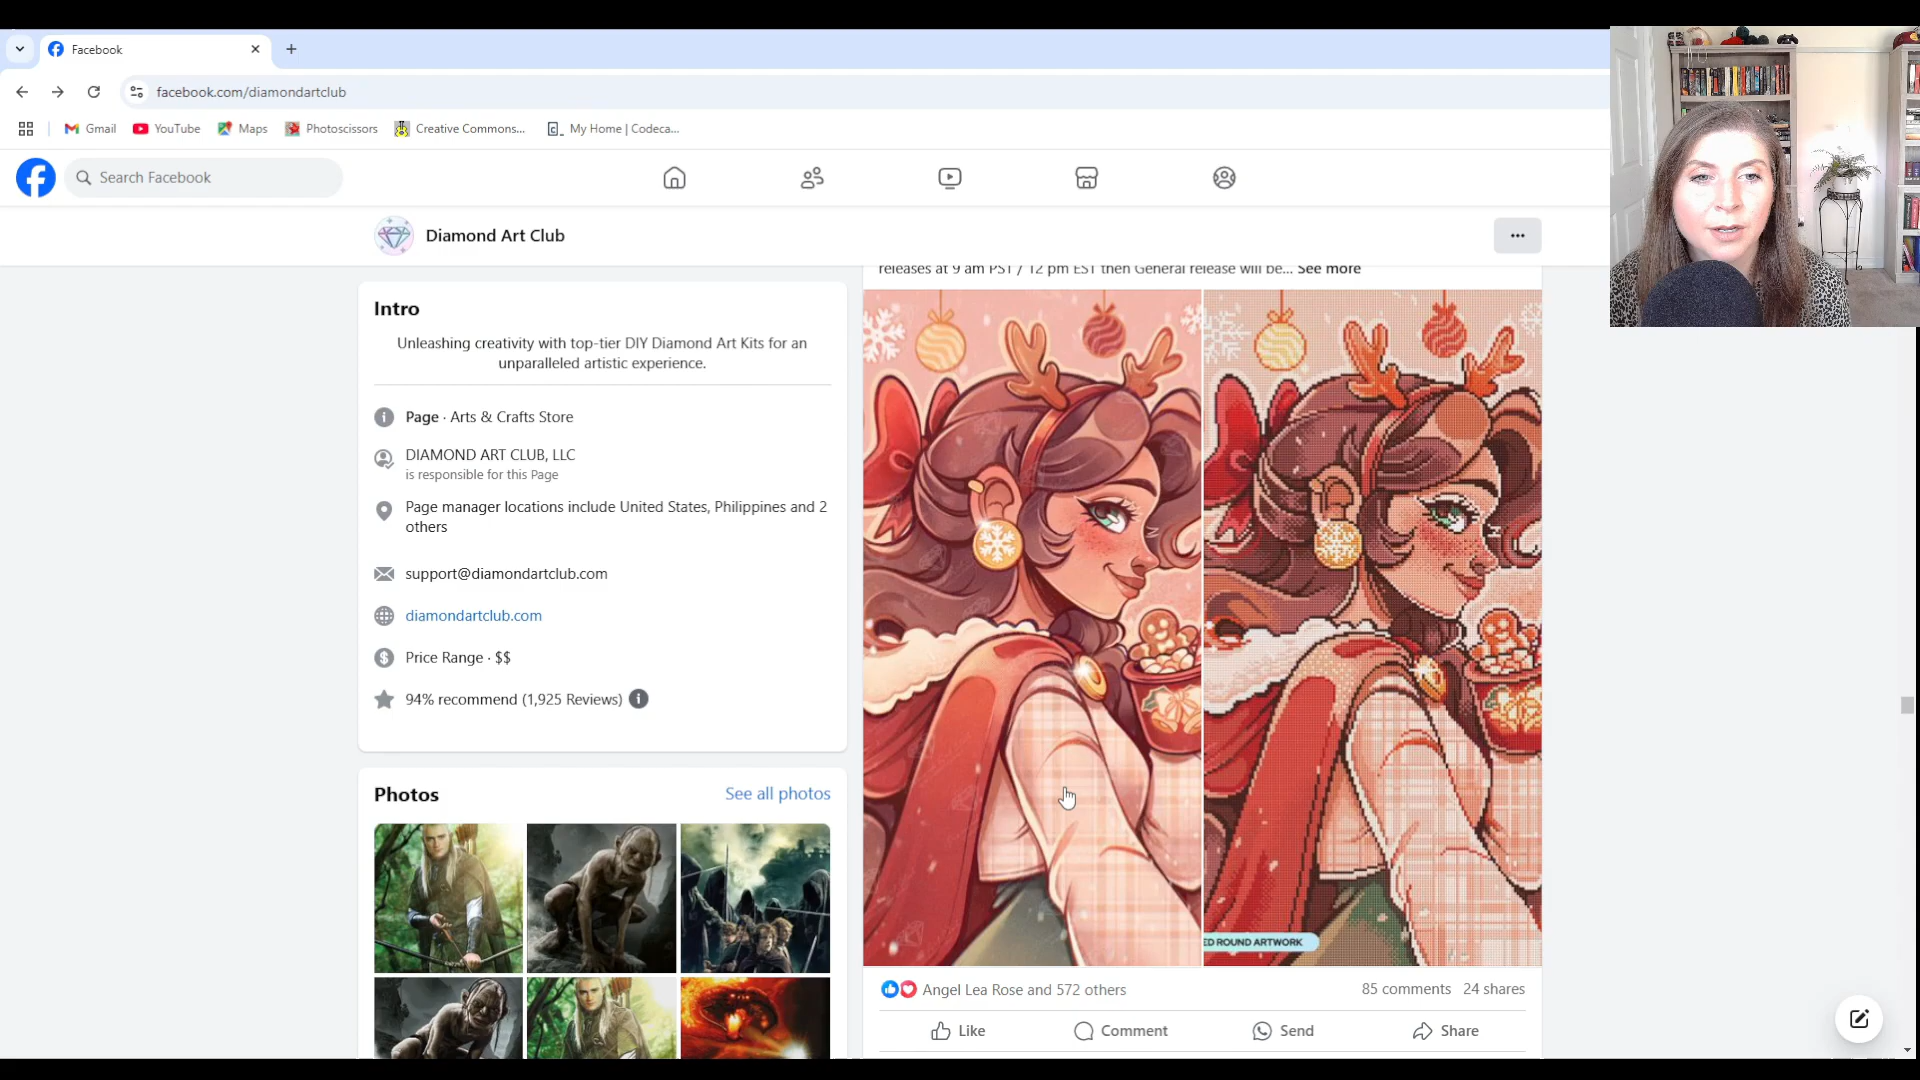 Facebook
facebook.com/diamondartclub
Gmail
YouTube
Maps
Photoscissors
Creative Commons...
My Home | Codeca...
Search Facebook
Diamond Art Club
releases at 9 am PST / 12 pm EST then General release will be... See more
Intro
Unleashing creativity with top-tier DIY Diamond Art Kits for an
unparalleled artistic experience.
Page · Arts & Crafts Store
DIAMOND ART CLUB, LLC
is responsible for this Page
Page manager locations include United States, Philippines and 2
others
support@diamondartclub.com
diamondartclub.com
Price Range · $$
94% recommend (1,925 Reviews)
Photos
See all photos
ED ROUND ARTWORK
Angel Lea Rose and 572 others
85 comments 24 shares
Like
Comment
Send
Share